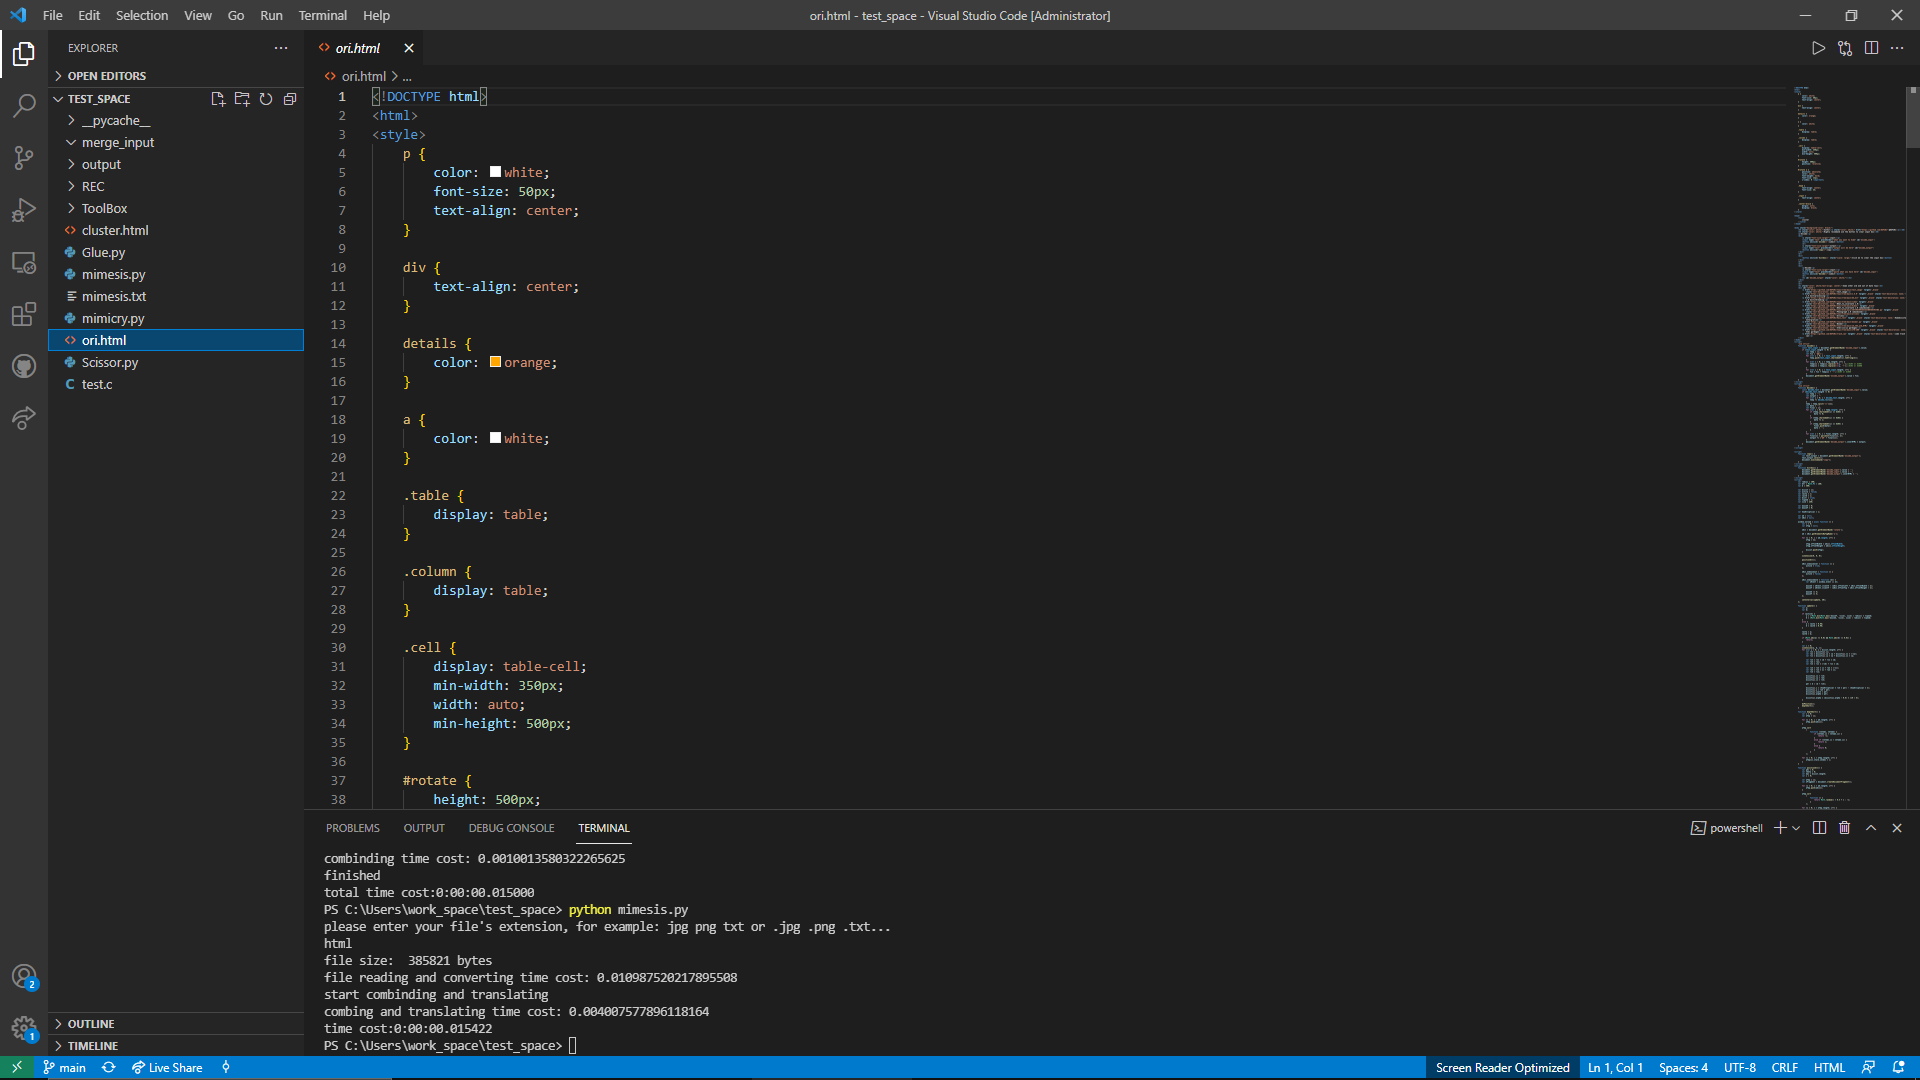 File Edit Selection View Go Run Terminal Help
ori.html - test_space - Visual Studio Code [Administrator]
EXPLORER
OPEN EDITORS
TEST_SPACE
__pycache__
merge_input
output
REC
ToolBox
cluster.html
Glue.py
mimesis.py
mimesis.txt
mimicry.py
ori.html
Scissor.py
C test.c
OUTLINE
TIMELINE
2
1
ori.html
ori.html > ...
1 <!DOCTYPE html>
2 <html>
3 <style>
4 p {
5 color: white;
6 font-size: 50px;
7 text-align: center;
8 }
9
10 div {
11 text-align: center;
12 }
13
14 details {
15 color: orange;
16 }
17
18 a {
19 color: white;
20 }
21
22 .table {
23 display: table;
24 }
25
26 .column {
27 display: table;
28 }
29
30 .cell {
31 display: table-cell;
32 min-width: 350px;
33 width: auto;
34 min-height: 500px;
35 }
36
37 #rotate {
38 height: 500px;
PROBLEMS OUTPUT DEBUG CONSOLE TERMINAL
powershell
combinding time cost: 0.0010013580322265625
finished
total time cost:0:00:00.015000
PS C:\Users\work_space\test_space> python mimesis.py
please enter your file's extension, for example: jpg png txt or .jpg .png .txt...
html
file size:  385821 bytes
file reading and converting time cost: 0.010987520217895508
start combinding and translating
combing and translating time cost: 0.004007577896118164
time cost:0:00:00.015422
PS C:\Users\work_space\test_space>
main Live Share
Screen Reader Optimized Ln 1, Col 1 Spaces: 4 UTF-8 CRLF HTML